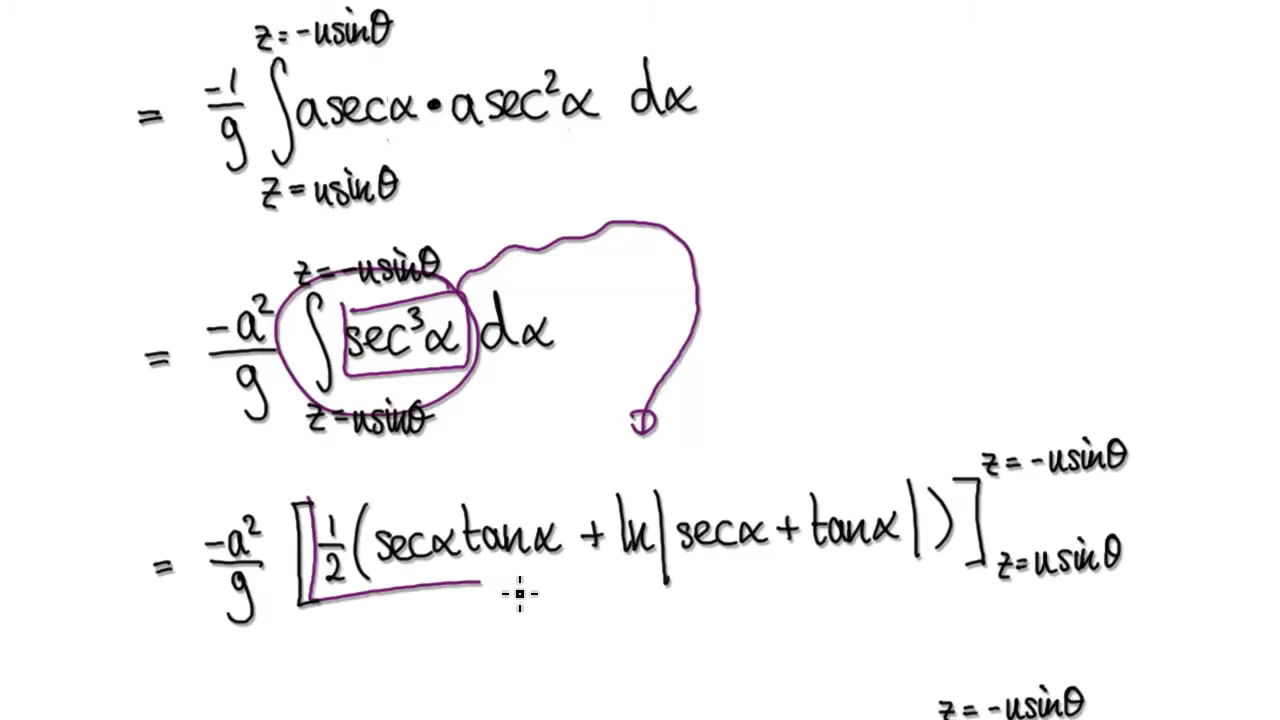 z=-usinθ
= -1/g ∫ asecα • asec²α dα
z=usinθ
z=-usinθ
= -a²/g ∫ sec³α dα
z=usinθ
z=-usinθ
= -a²/g [1/2(secαtanα + ln|secα+tanα|)]
z=usinθ
z=-usinθ